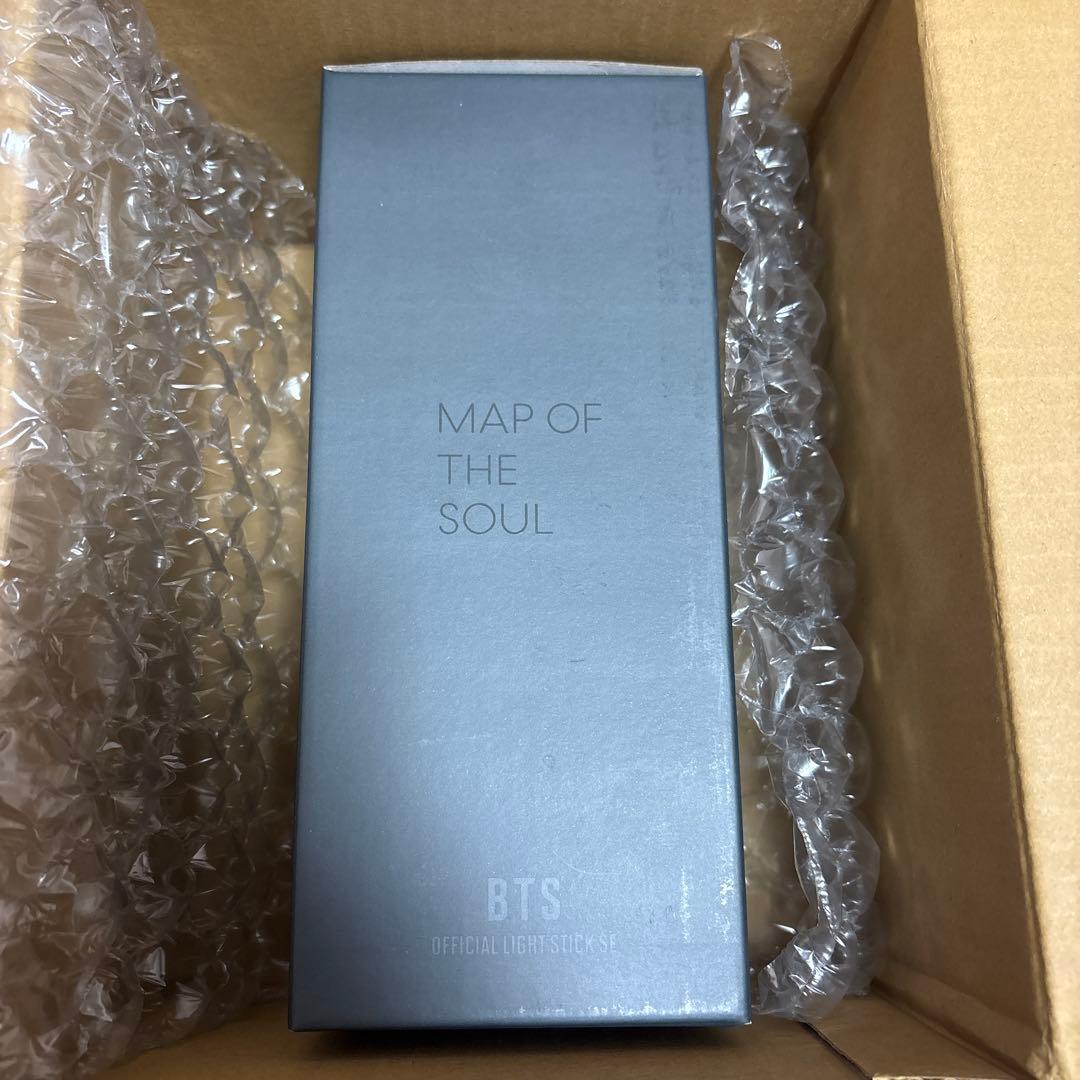 MAP OF
THE
SOUL
BTS
OFFICIAL LIGHT STICK SE